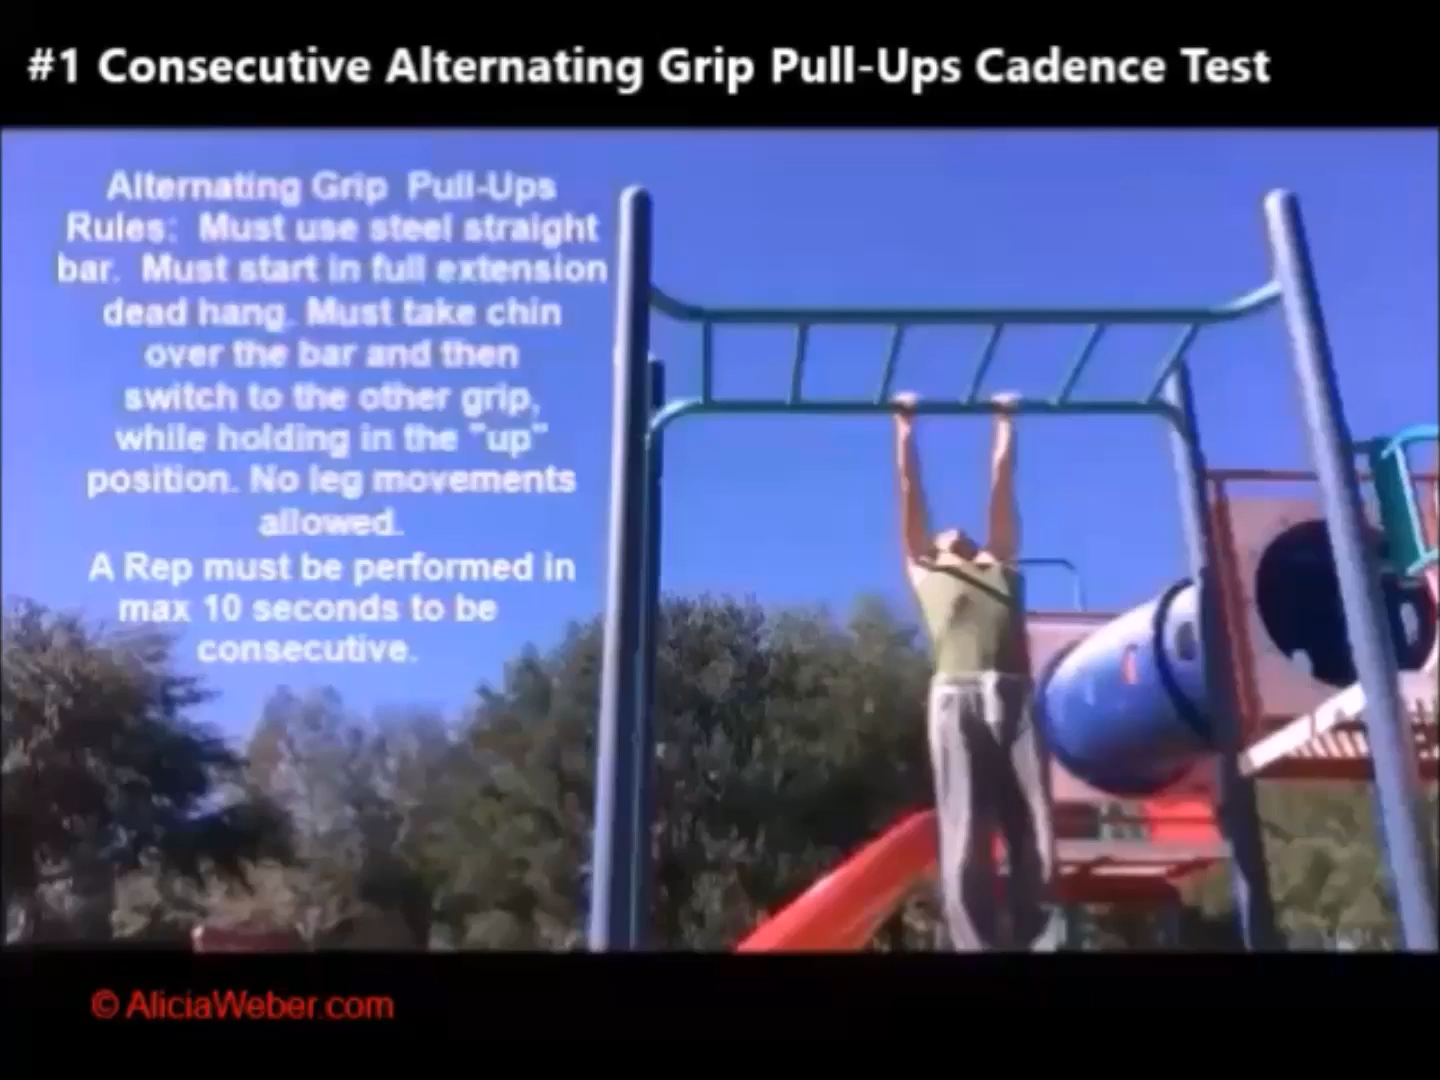 #1 Consecutive Alternating Grip Pull-Ups Cadence Test
Alternating Grip Pull-Ups
Rules: Must use steel straight
bar. Must start in full extension
dead hang. Must take chin
over the bar and then
switch to the other grip,
while holding in the "up"
position. No leg movements
allowed.
A Rep must be performed in
max 10 seconds to be
consecutive.
© AliciaWeber.com